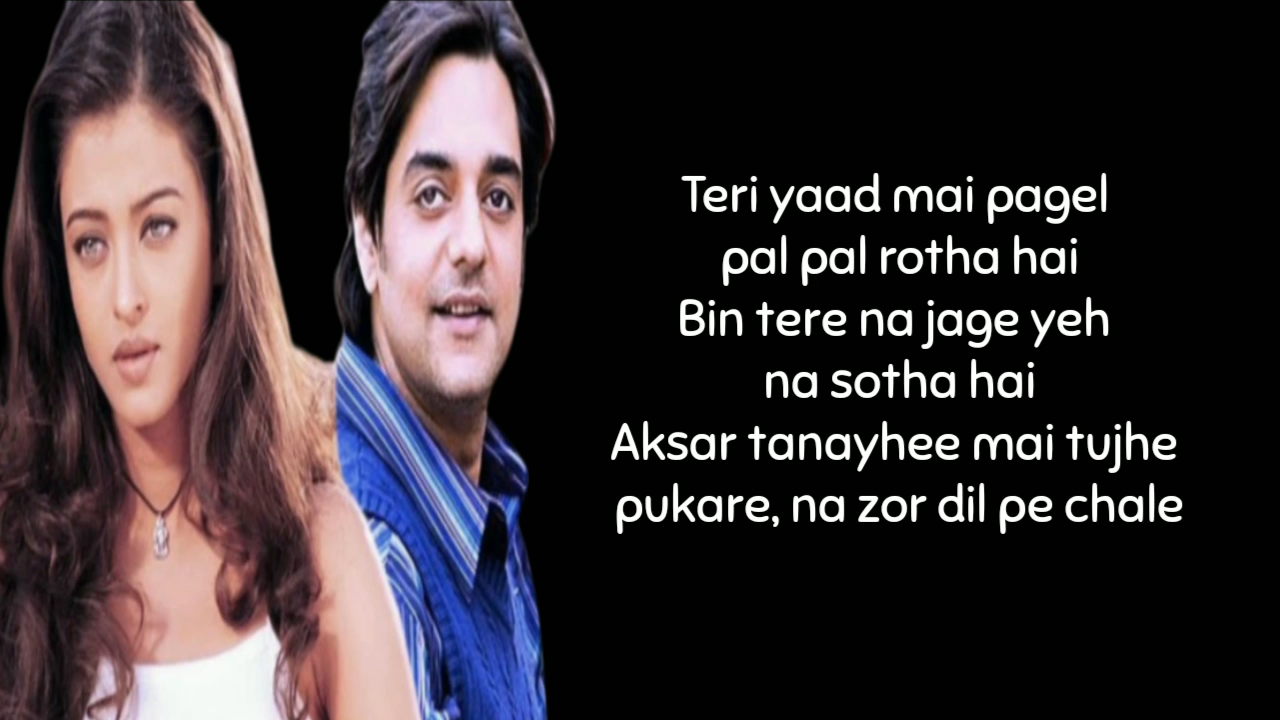 Teri yaad mai pagel
pal pal rotha hai
Bin tere na jage yeh
na sotha hai
Aksar tanayhee mai tujhe
pukare, na zor dil pe chale